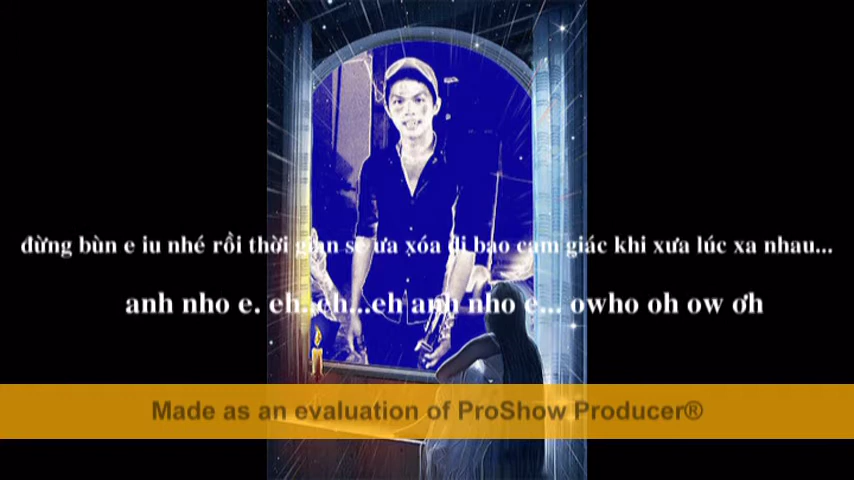 đừng bùn e iu nhé rồi thời gian sẽ ưa xóa đi bao cảm giác khi xưa lúc xa nhau...
anh nho e. eh..eh...eh anh nho e... owho oh ow ơh
Made as an evaluation of ProShow Producer®